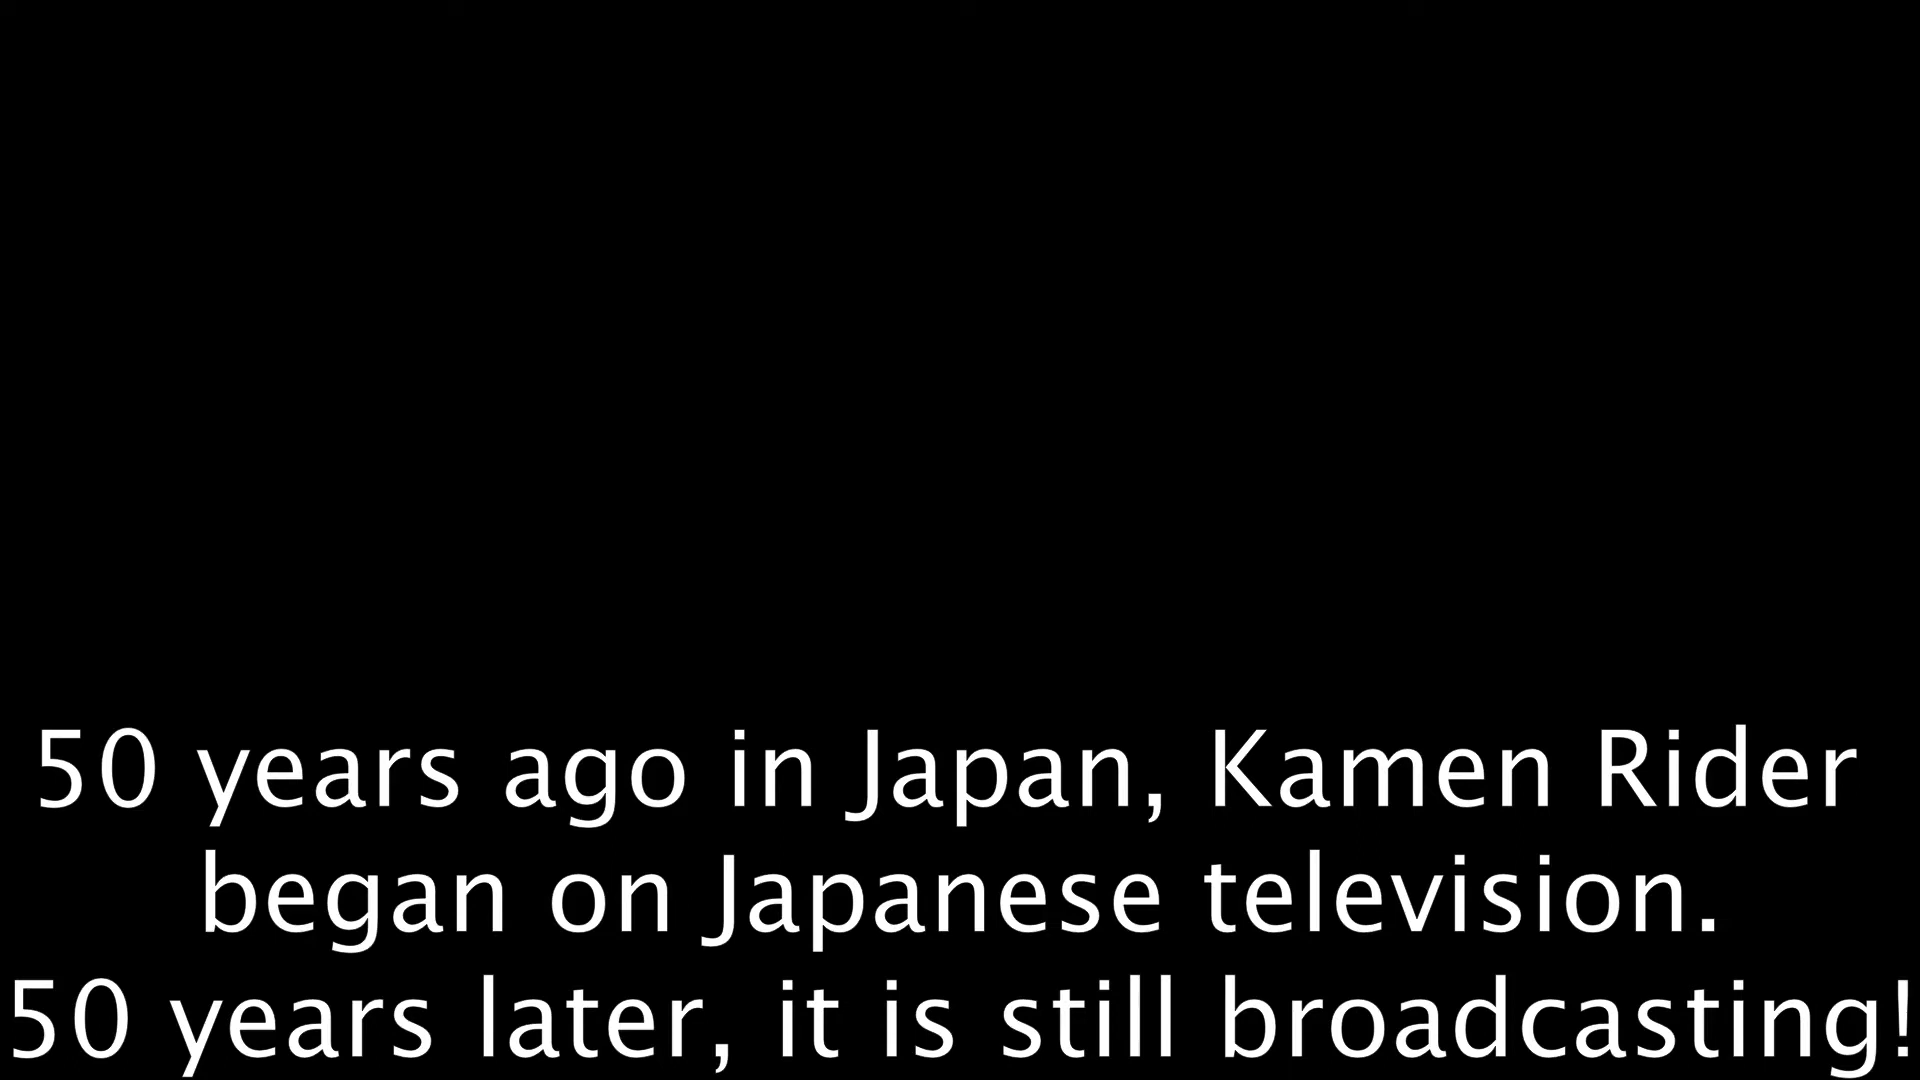 50 years ago in Japan, Kamen Rider
began on Japanese television.
50 years later, it is still broadcasting!